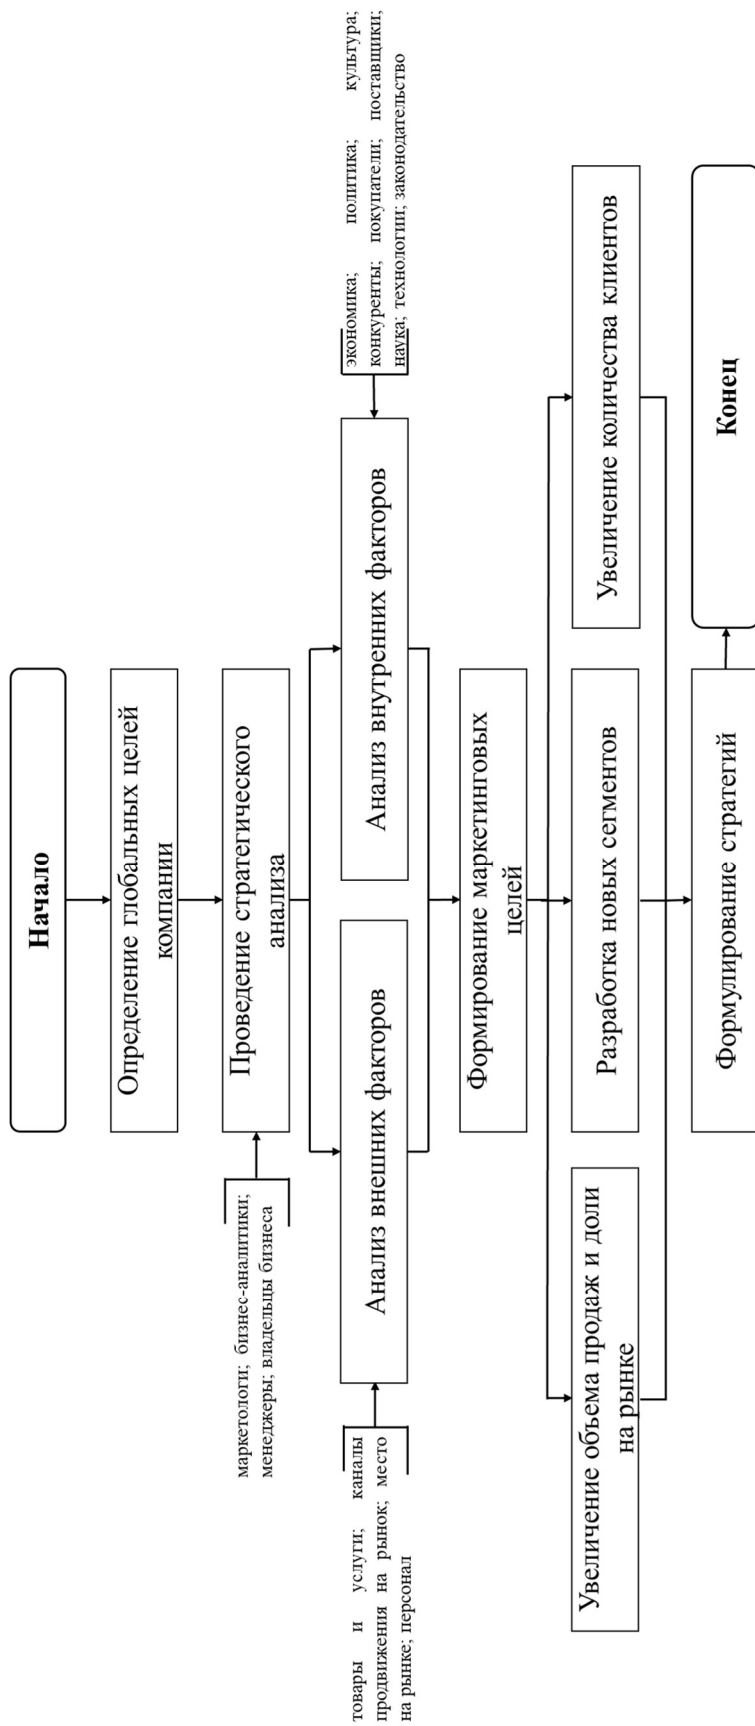 Начало
Определение глобальных целей
компании
маркетологи; бизнес-аналитики;
менеджеры; владельцы бизнеса
Проведение стратегического
анализа
товары и услуги; каналы
продвижения на рынок; место
на рынке; персонал
Анализ внешних факторов
Анализ внутренних факторов
экономика; политика; культура;
конкуренты; покупатели; поставщики;
наука; технологии; законодательство
Формирование маркетинговых
целей
Увеличение объема продаж и доли
на рынке
Разработка новых сегментов
Увеличение количества клиентов
Формулирование стратегий
Конец